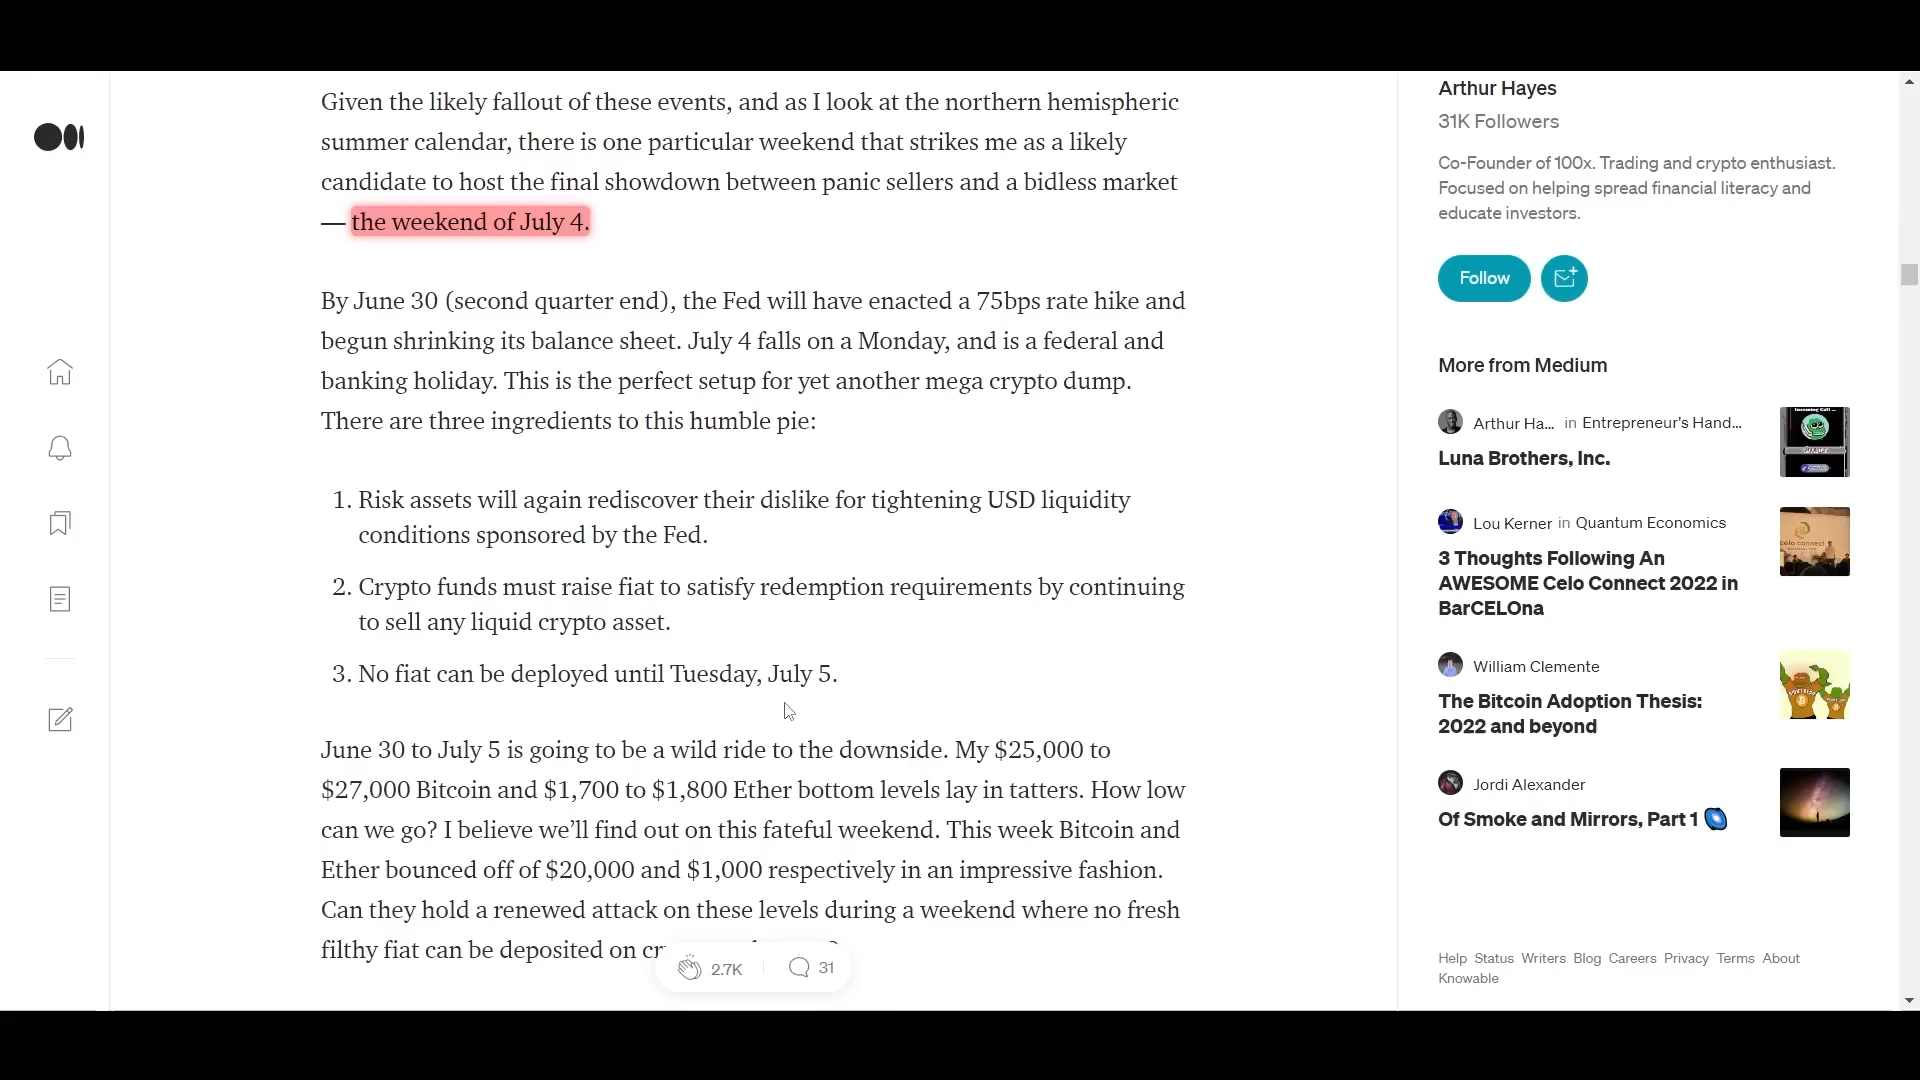 Given the likely fallout of these events, and as I look at the northern hemispheric
summer calendar, there is one particular weekend that strikes me as a likely
candidate to host the final showdown between panic sellers and a bidless market
— the weekend of July 4.
By June 30 (second quarter end), the Fed will have enacted a 75bps rate hike and
begun shrinking its balance sheet. July 4 falls on a Monday, and is a federal and
banking holiday. This is the perfect setup for yet another mega crypto dump.
There are three ingredients to this humble pie:
1. Risk assets will again rediscover their dislike for tightening USD liquidity
conditions sponsored by the Fed.
2. Crypto funds must raise fiat to satisfy redemption requirements by continuing
to sell any liquid crypto asset.
3. No fiat can be deployed until Tuesday, July 5.
June 30 to July 5 is going to be a wild ride to the downside. My $25,000 to
$27,000 Bitcoin and $1,700 to $1,800 Ether bottom levels lay in tatters. How low
can we go? I believe we’ll find out on this fateful weekend. This week Bitcoin and
Ether bounced off of $20,000 and $1,000 respectively in an impressive fashion.
Can they hold a renewed attack on these levels during a weekend where no fresh
filthy fiat can be deposited on
2.7K
31
Arthur Hayes
31K Followers
Co-Founder of 100x. Trading and crypto enthusiast.
Focused on helping spread financial literacy and
educate investors.
Follow
More from Medium
Arthur Ha... in Entrepreneur's Hand...
Luna Brothers, Inc.
Lou Kerner in Quantum Economics
3 Thoughts Following An
AWESOME Celo Connect 2022 in
BarCELOna
William Clemente
The Bitcoin Adoption Thesis:
2022 and beyond
Jordi Alexander
Of Smoke and Mirrors, Part 1
Help Status Writers Blog Careers Privacy Terms About
Knowable